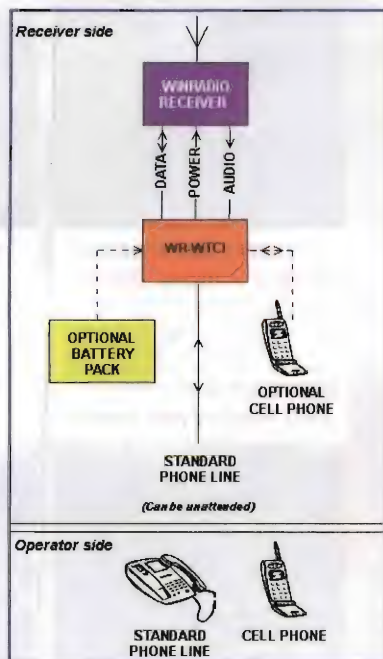 Receiver side
WINRADIO
RECEIVER
DATA
POWER
AUDIO
WR-WTCI
OPTIONAL
BATTERY
PACK
OPTIONAL
CELL PHONE
STANDARD
PHONE LINE
(Can be unattended)
Operator side
STANDARD
PHONE LINE
CELL PHONE